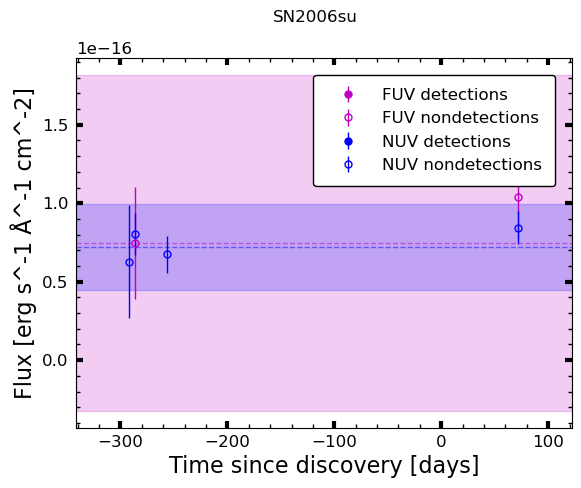 SN2006su
1e−16
FUV detections
FUV nondetections
NUV detections
NUV nondetections
1.5
1.0
0.5
0.0
Flux [erg s^-1 Å^-1 cm^-2]
−300
−200
−100
0
100
Time since discovery [days]